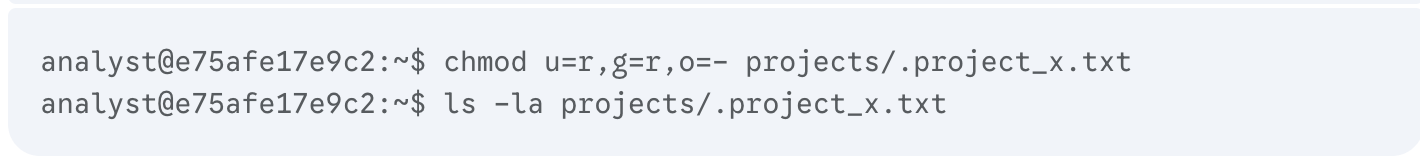 analyst@e75afe17e9c2:~$ chmod u=r,g=r,o=- projects/.project_x.txt
analyst@e75afe17e9c2:~$ ls -la projects/.project_x.txt